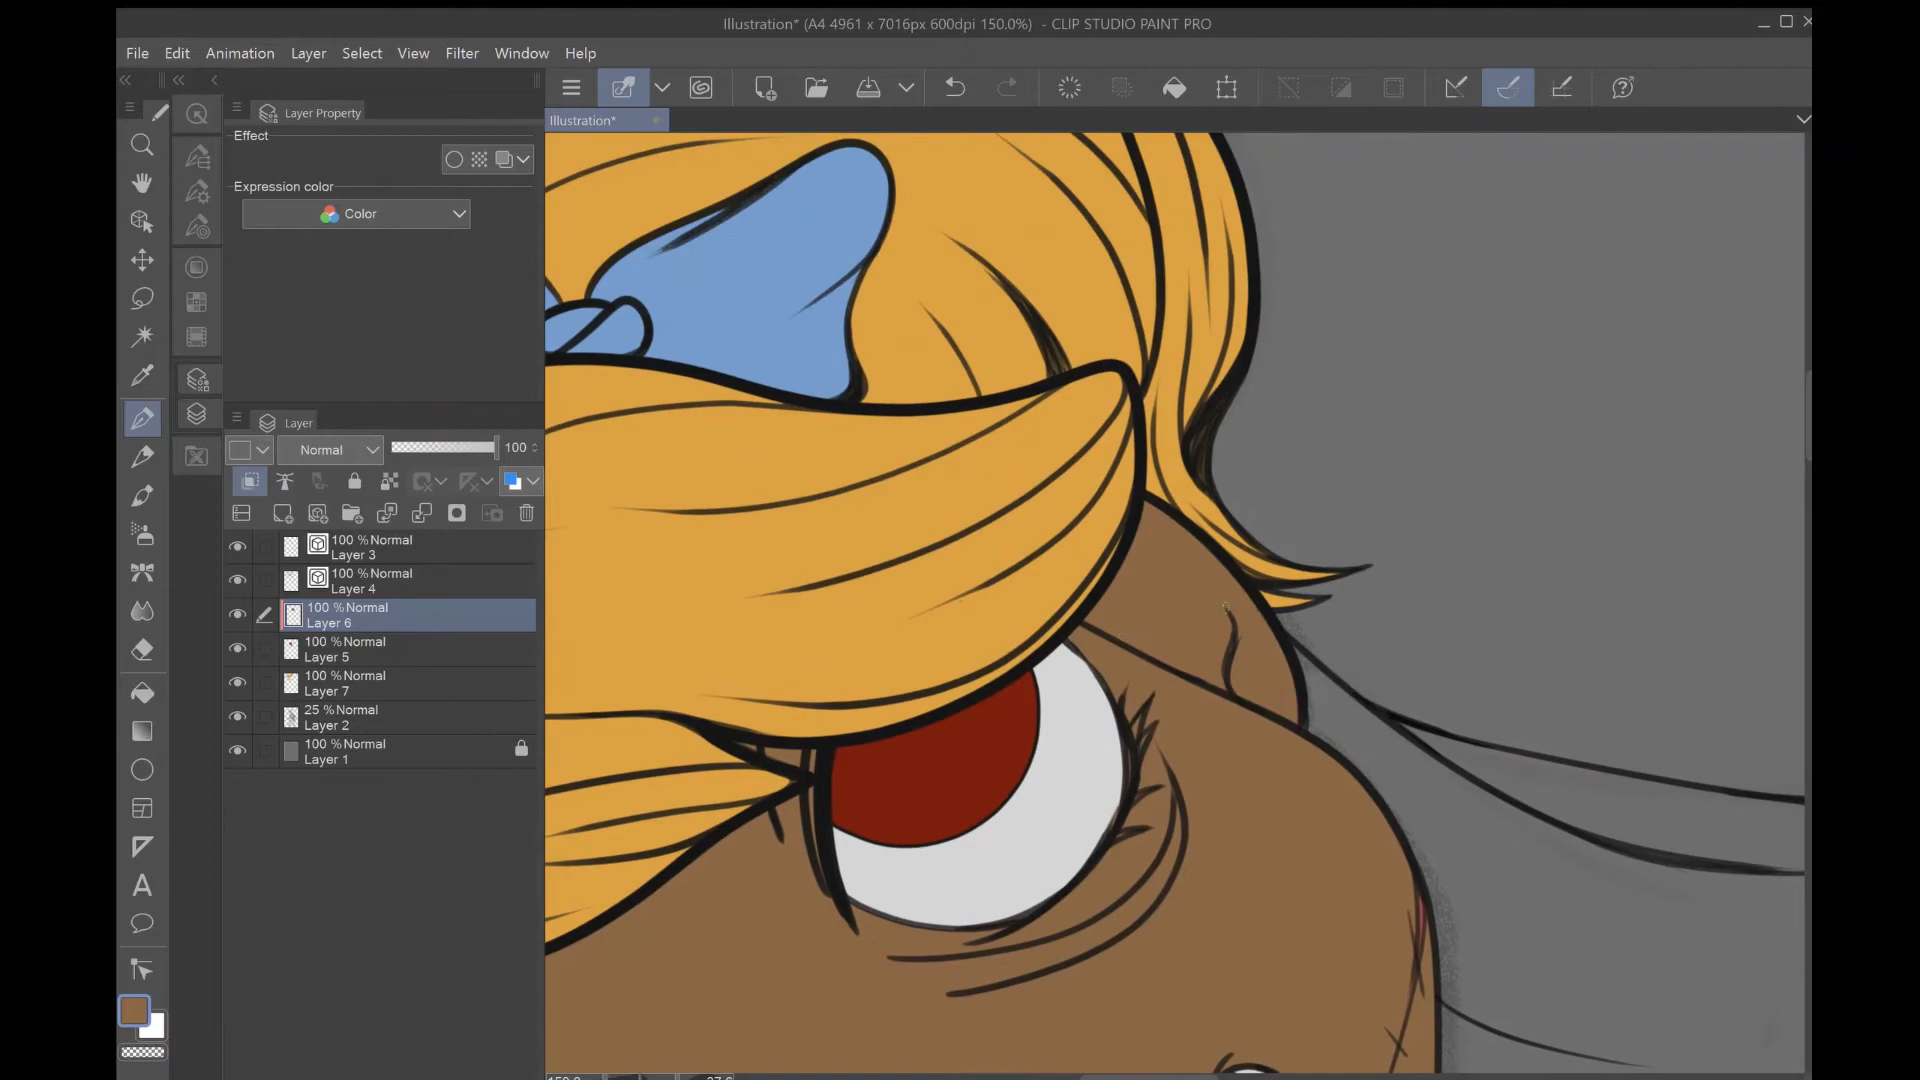 Illustration* (A4 4961 x 7016px 600dpi 150.0%) - CLIP STUDIO PAINT PRO
File Edit Animation Layer Select View Filter Window Help
Layer Property
Illustration*
Effect
Expression color
Color
Layer
Normal 100
100 %Normal
Layer 3
100 %Normal
Layer 4
100 %Normal
Layer 6
100 %Normal
Layer 5
100 %Normal
Layer 7
25 %Normal
Layer 2
100 %Normal
Layer 1